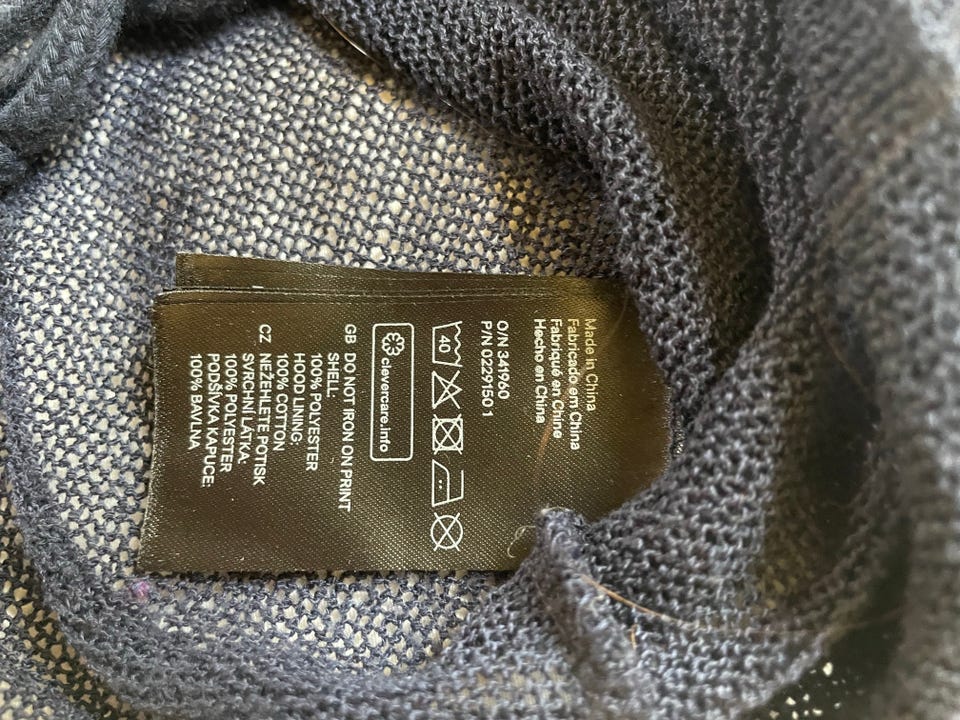 Made in China
Fabricado em China
Fabriqué en Chine
Hecho en China
O/N 341960
P/N 0229150 1
40
clevercare.info
GB DO NOT IRON ON PRINT
SHELL:
100% POLYESTER
HOOD LINING:
100% COTTON
CZ NEŽEHLETE POTISK
SVRCHNÍ LÁTKA:
100% POLYESTER
PODŠÍVKA KAPUCE:
100% BAVLNA